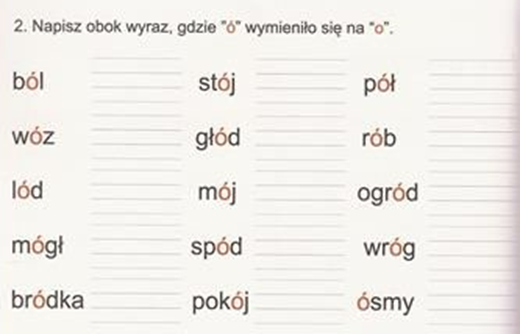 2. Napisz obok wyraz, gdzie "ó" wymieniło się na "o".
ból stój pół
wóz głód rób
lód mój ogród
mógł spód wróg
bródka pokój ósmy